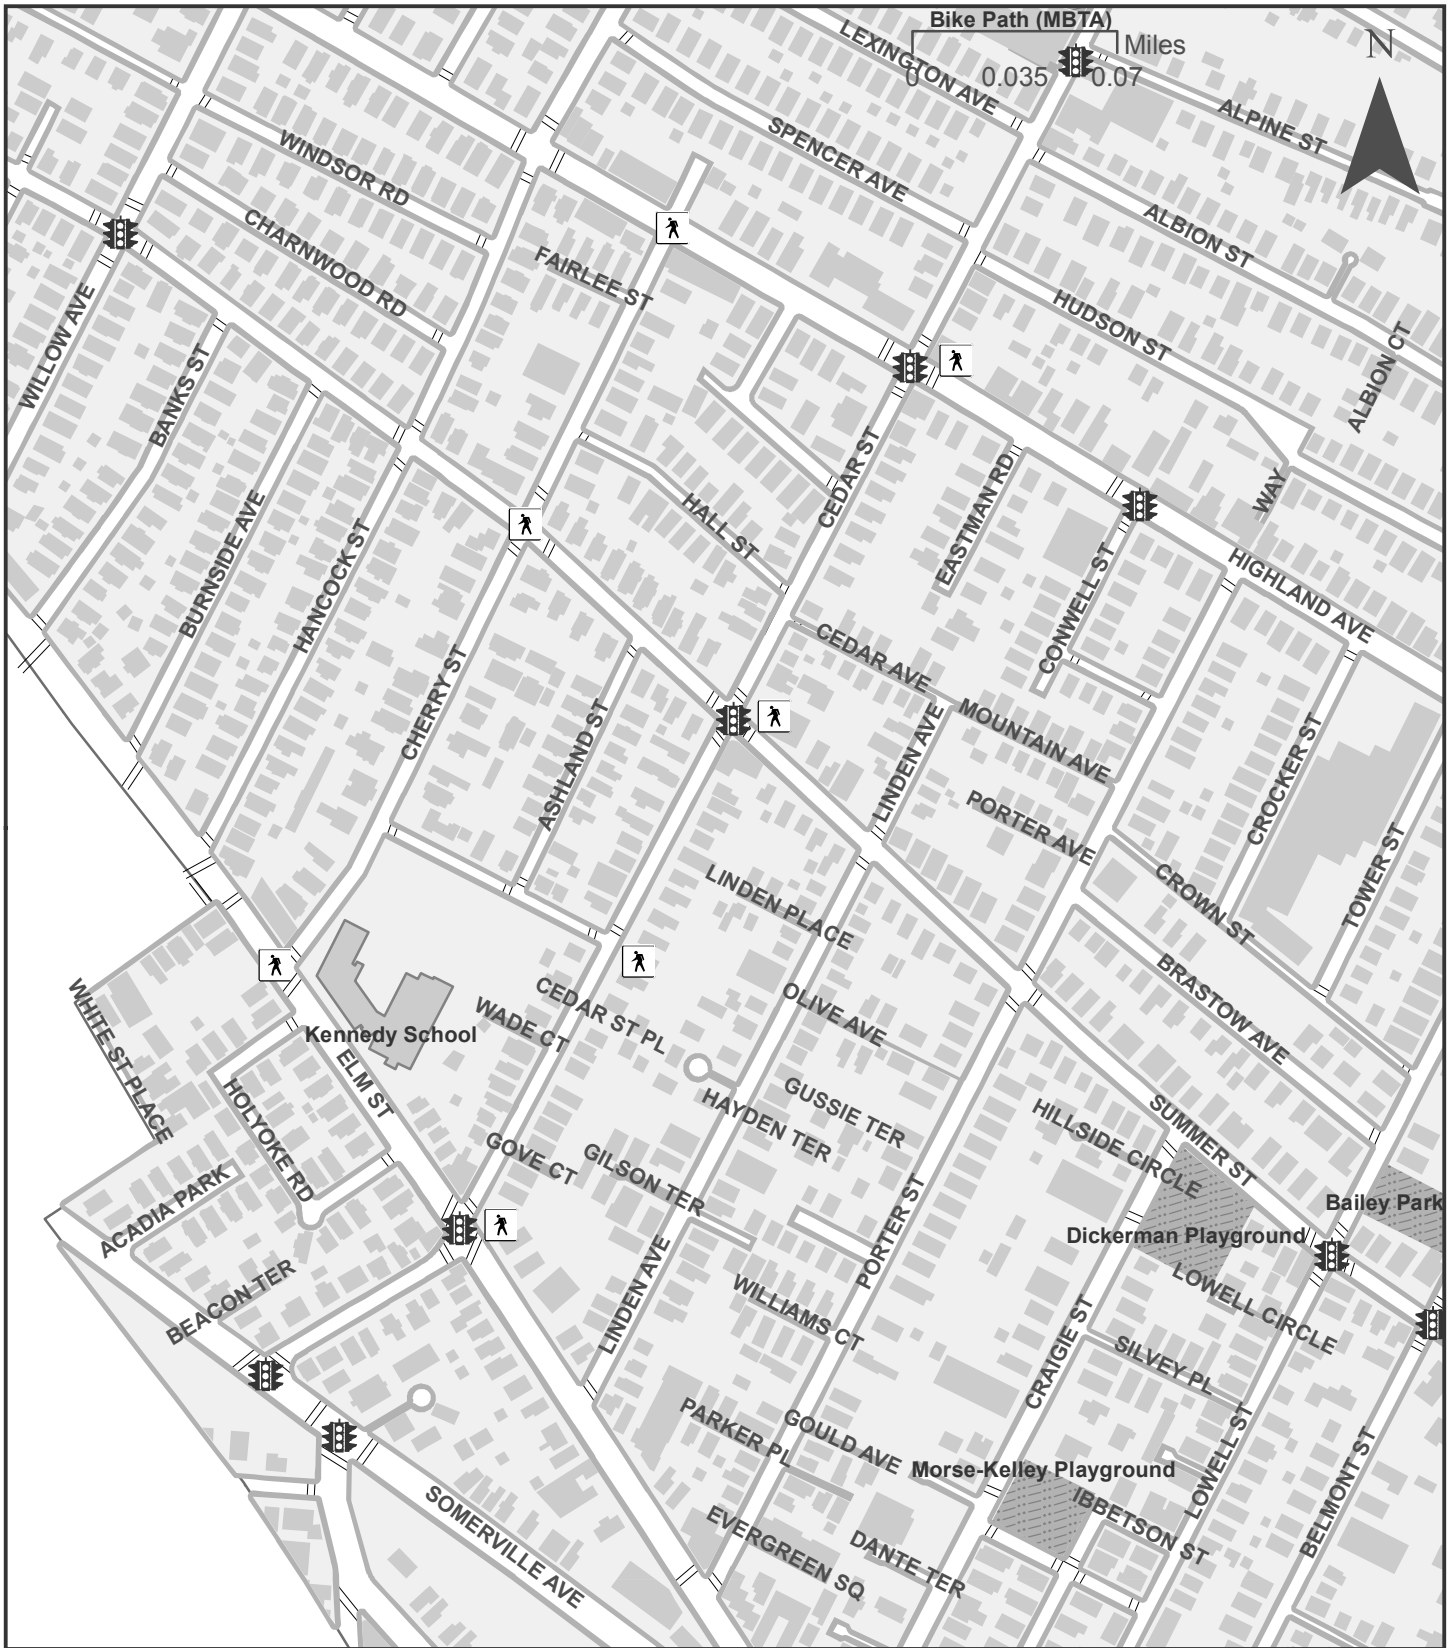 Bike Path (MBTA)
Miles
0 0.035 0.07
N
LEXINGTON AVE
ALPINE ST
SPENCER AVE
WINDSOR RD
ALBION ST
CHARNWOOD RD
FAIRLEE ST
HUDSON ST
WILLOW AVE
ALBION CT
BANKS ST
CEDAR ST
EASTMAN RD
WAY
HALL ST
BURNSIDE AVE
HANCOCK ST
CONWELL ST
HIGHLAND AVE
CEDAR AVE
CHERRY ST
MOUNTAIN AVE
ASHLAND ST
LINDEN AVE
CROCKER ST
PORTER AVE
TOWER ST
LINDEN PLACE
CROWN ST
BRASTOW AVE
CEDAR ST PL
WADE CT
OLIVE AVE
WHITE ST PLACE
Kennedy School
ELM ST
HOLYOKE RD
HAYDEN TER
GUSSIE TER
HILLSIDE CIRCLE
SUMMER ST
GOVE CT
GILSON TER
ACADIA PARK
Bailey Park
Dickerman Playground
PORTER ST
LINDEN AVE
BEACON TER
WILLIAMS CT
LOWELL CIRCLE
CRAIGIE ST
SILVEY PL
PARKER PL
GOULD AVE
LOWELL ST
Morse-Kelley Playground
IBBETSON ST
BELMONT ST
SOMERVILLE AVE
EVERGREEN SQ
DANTE TER